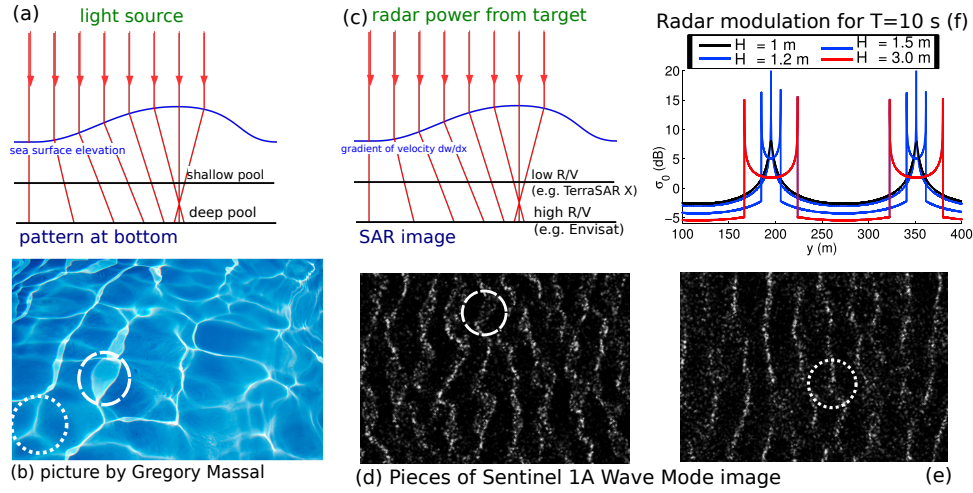 (a)
light source
sea surface elevation
shallow pool
deep pool
pattern at bottom
(b) picture by Gregory Massal
(c)
radar power from target
gradient of velocity dw/dx
low R/V
(e.g. TerraSAR X)
high R/V
(e.g. Envisat)
SAR image
(d) Pieces of Sentinel 1A Wave Mode image
(e)
Radar modulation for T=10 s (f)
H = 1 m
H = 1.5 m
H = 1.2 m
H = 3.0 m
σ0 (dB)
20
15
10
5
0
−5
100 150 200 250 300 350 400
y (m)